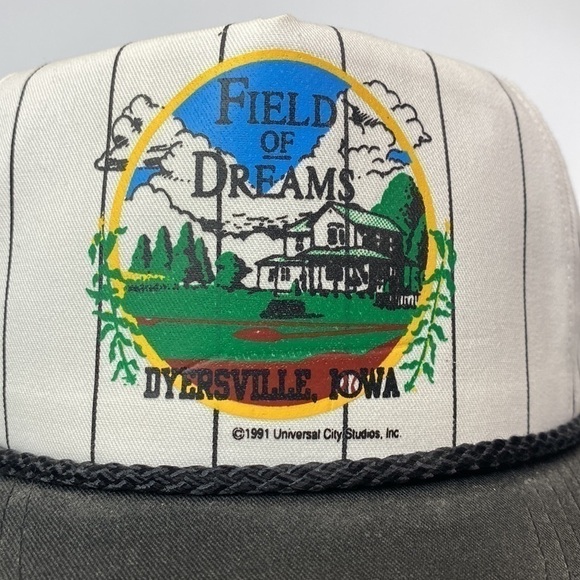 FIELD
OF
DREAMS
DYERSVILLE, IOWA
©1991 Universal City Studios, Inc.